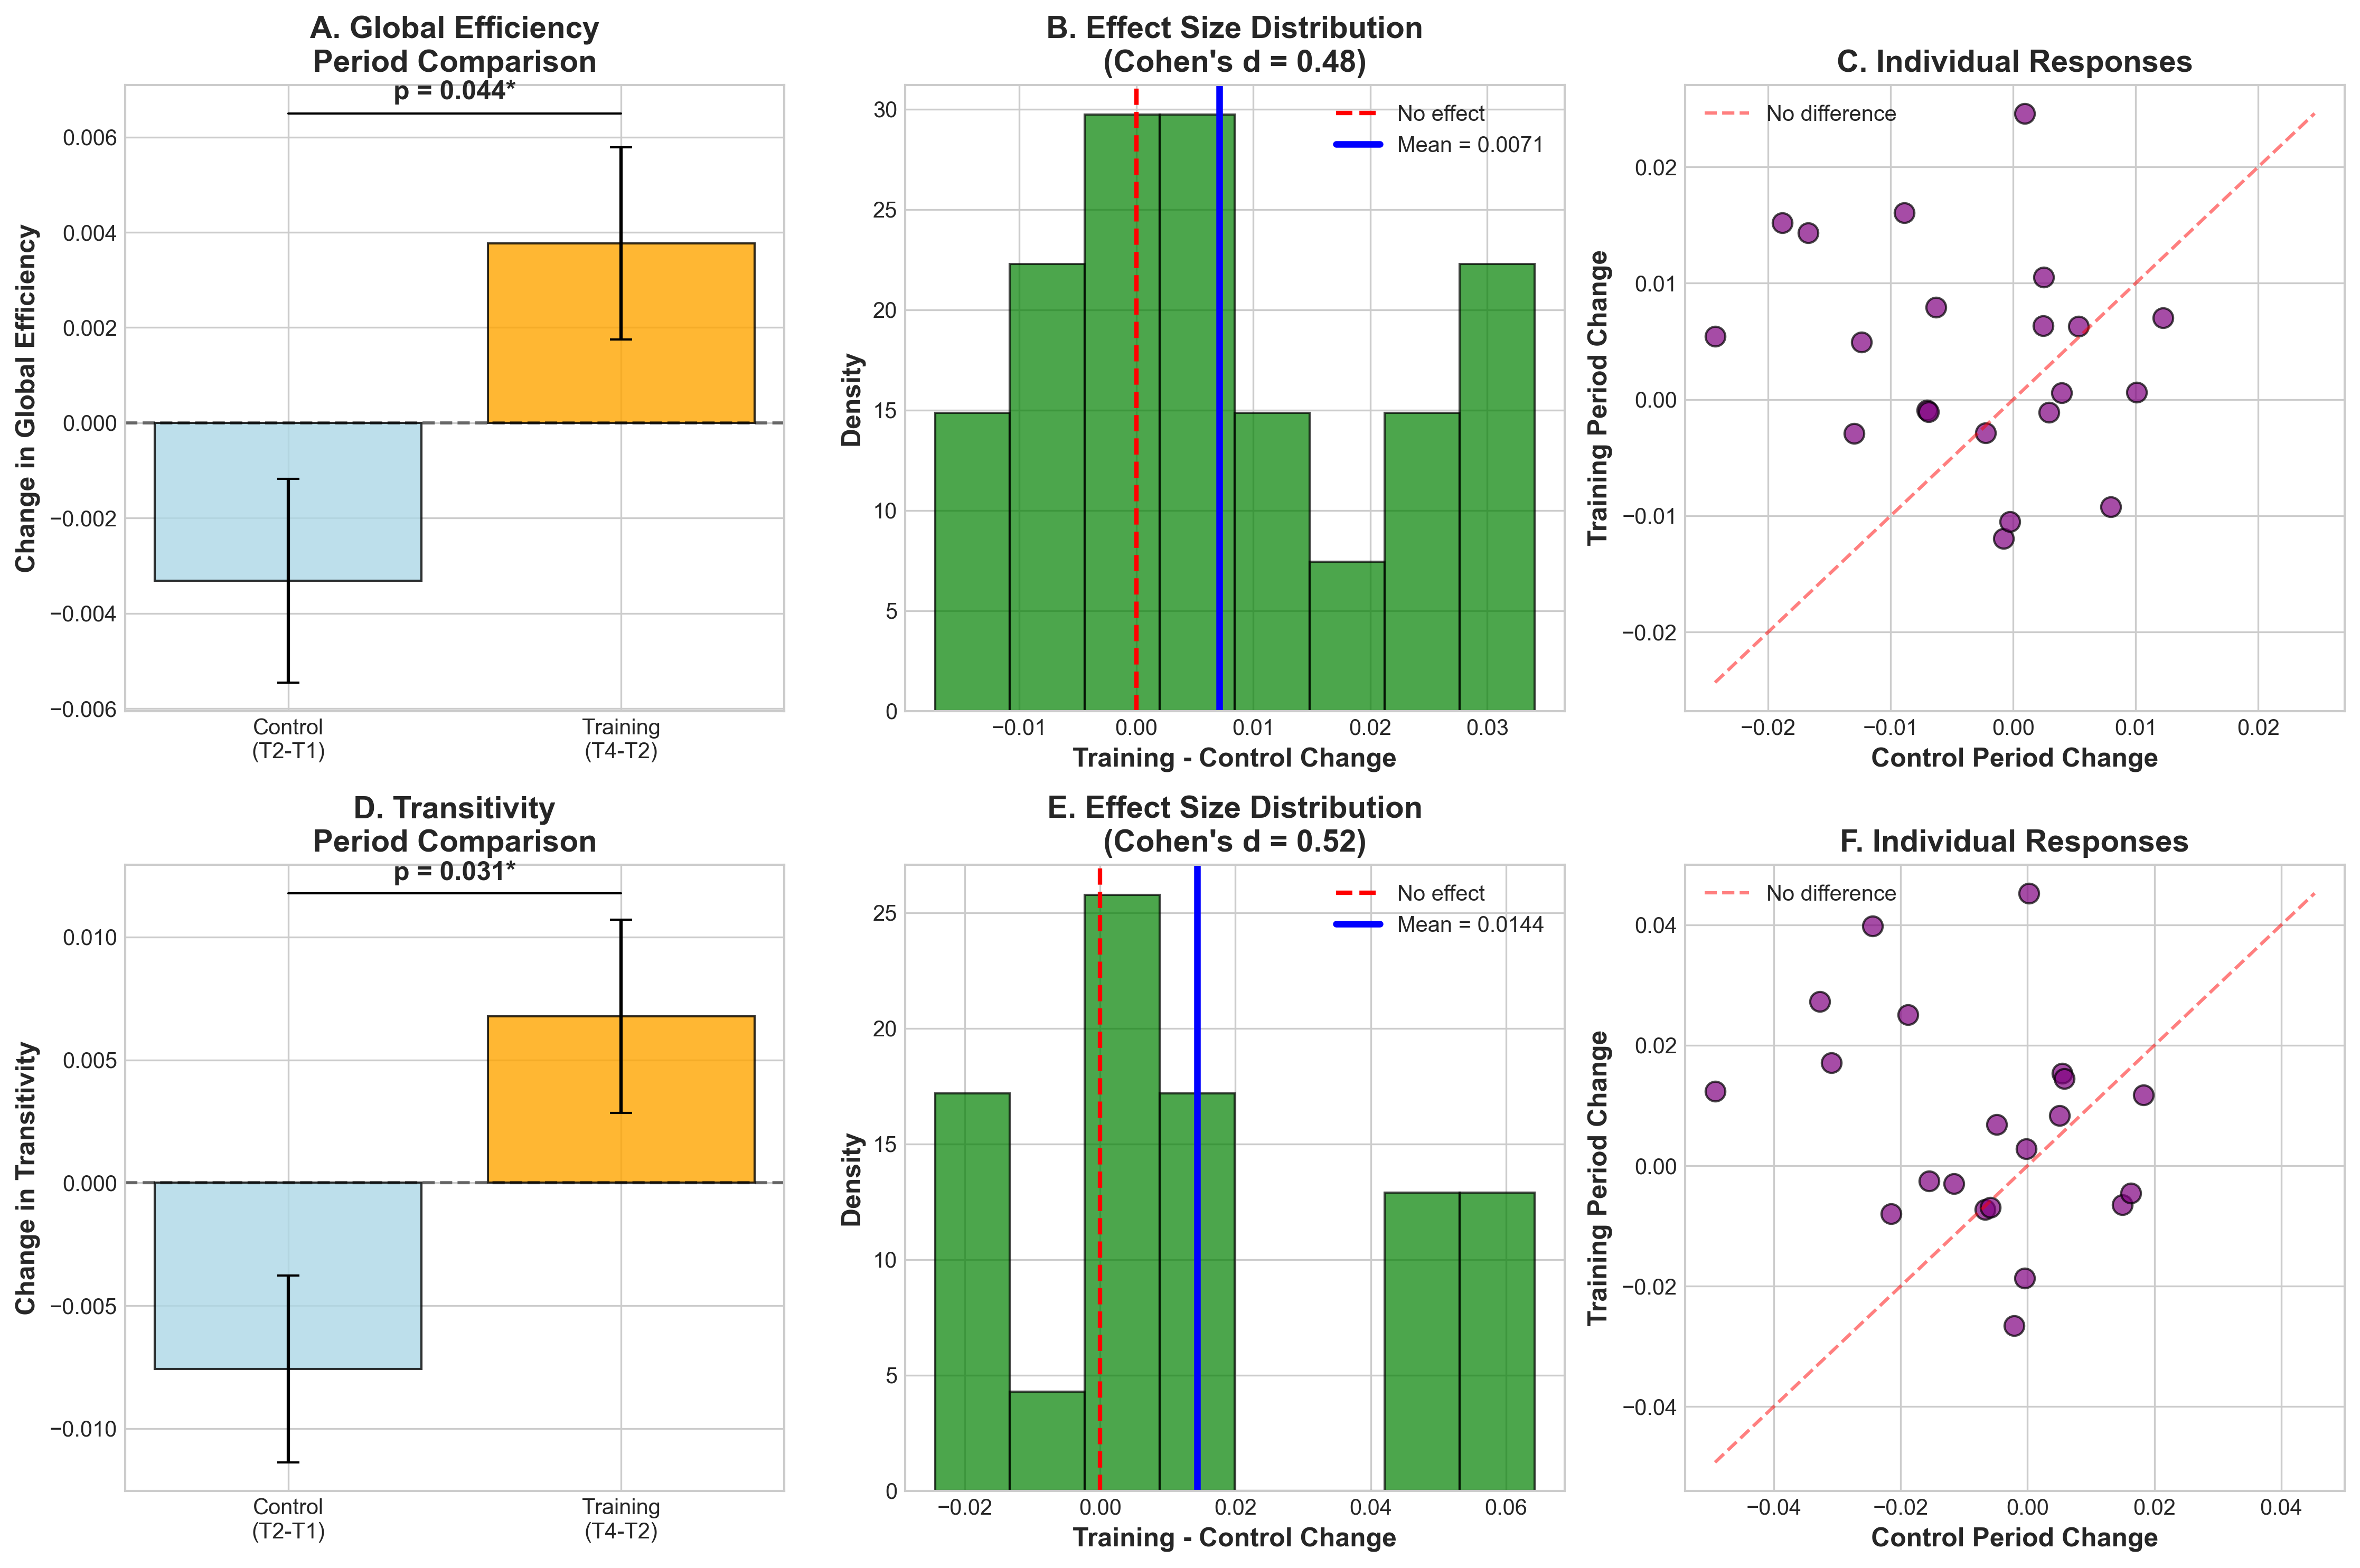 A. Global Efficiency
Period Comparison
p = 0.044*
Change in Global Efficiency
0.006
0.004
0.002
0.000
−0.002
−0.004
−0.006
Control
(T2-T1)
Training
(T4-T2)
B. Effect Size Distribution
(Cohen's d = 0.48)
No effect
Mean = 0.0071
Density
30
25
20
15
10
5
0
−0.01
0.00
0.01
0.02
0.03
Training - Control Change
C. Individual Responses
No difference
Training Period Change
0.02
0.01
0.00
−0.01
−0.02
−0.02
−0.01
0.00
0.01
0.02
Control Period Change
D. Transitivity
Period Comparison
p = 0.031*
Change in Transitivity
0.010
0.005
0.000
−0.005
−0.010
Control
(T2-T1)
Training
(T4-T2)
E. Effect Size Distribution
(Cohen's d = 0.52)
No effect
Mean = 0.0144
Density
25
20
15
10
5
0
−0.02
0.00
0.02
0.04
0.06
Training - Control Change
F. Individual Responses
No difference
Training Period Change
0.04
0.02
0.00
−0.02
−0.04
−0.04
−0.02
0.00
0.02
0.04
Control Period Change